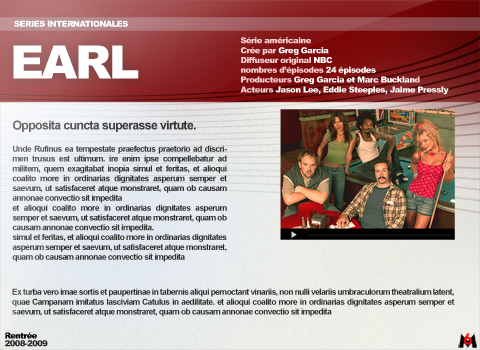 SERIES INTERNATIONALES
EARL
Série américaine
Crée par Greg Garcia
Diffuseur original NBC
nombres d'épisodes 24 épisodes
Producteurs Greg Garcia et Marc Buckland
Acteurs Jason Lee, Eddie Steeples, Jaime Pressly
Opposita cuncta superasse virtute.
Unde Rufinus ea tempestate praefectus praetorio ad discri-
men trusus est ultimum. ire enim ipse compellebatur ad
militem, quem exagitabat inopia simul et feritas, et alioqui
coalito more in ordinarias dignitates asperum semper et
saevum, ut satisfaceret atque monstraret, quam ob causam
annonae convectio sit impedita
et alioqui coalito more in ordinarias dignitates asperum
semper et saevum, ut satisfaceret atque monstraret, quam ob
causam annonae convectio sit impedita.
simul et feritas, et alioqui coalito more in ordinarias dignitates
asperum semper et saevum, ut satisfaceret atque monstraret,
quam ob causam annonae convectio sit impedita
Ex turba vero imae sortis et paupertinae in tabernis aliqui pernoctant vinariis, non nulli velariis umbraculorum theatralium latent,
quae Campanam imitatus lasciviam Catulus in aedilitate. et alioqui coalito more in ordinarias dignitates asperum semper et
saevum, ut satisfaceret atque monstraret, quam ob causam annonae convectio sit impedita
Rentrée
2008-2009
M6